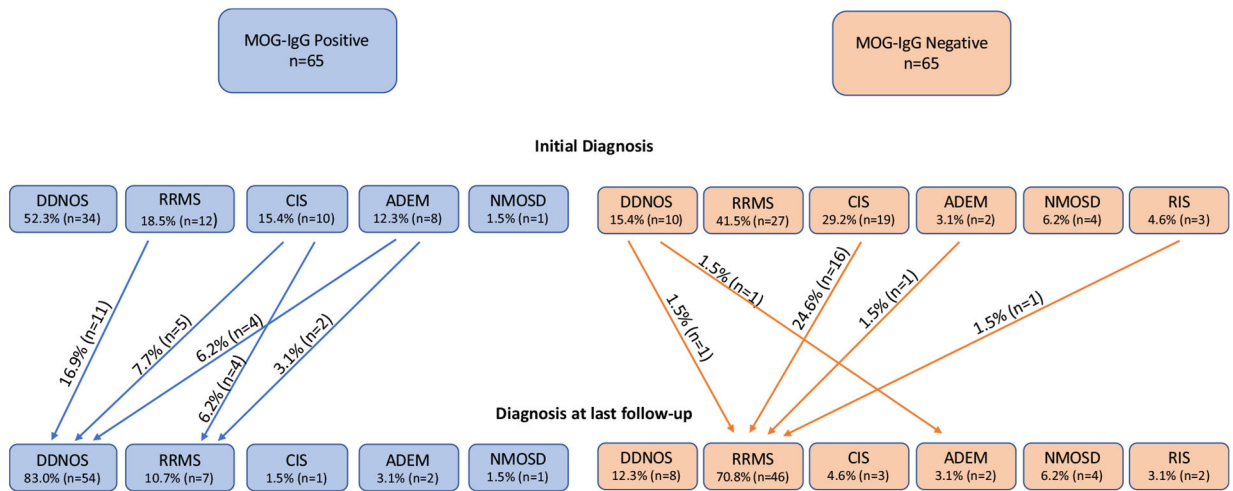 MOG-IgG Positive
n=65
MOG-IgG Negative
n=65
Initial Diagnosis
DDNOS
52.3% (n=34)
RRMS
18.5% (n=12)
CIS
15.4% (n=10)
ADEM
12.3% (n=8)
NMOSD
1.5% (n=1)
DDNOS
15.4% (n=10)
RRMS
41.5% (n=27)
CIS
29.2% (n=19)
ADEM
3.1% (n=2)
NMOSD
6.2% (n=4)
RIS
4.6% (n=3)
16.9% (n=11)
7.7% (n=5)
6.2% (n=4)
6.2% (n=4)
3.1% (n=2)
1.5% (n=1)
1.5% (n=1)
24.6% (n=16)
1.5% (n=1)
1.5% (n=1)
Diagnosis at last follow-up
DDNOS
83.0% (n=54)
RRMS
10.7% (n=7)
CIS
1.5% (n=1)
ADEM
3.1% (n=2)
NMOSD
1.5% (n=1)
DDNOS
12.3% (n=8)
RRMS
70.8% (n=46)
CIS
4.6% (n=3)
ADEM
3.1% (n=2)
NMOSD
6.2% (n=4)
RIS
3.1% (n=2)